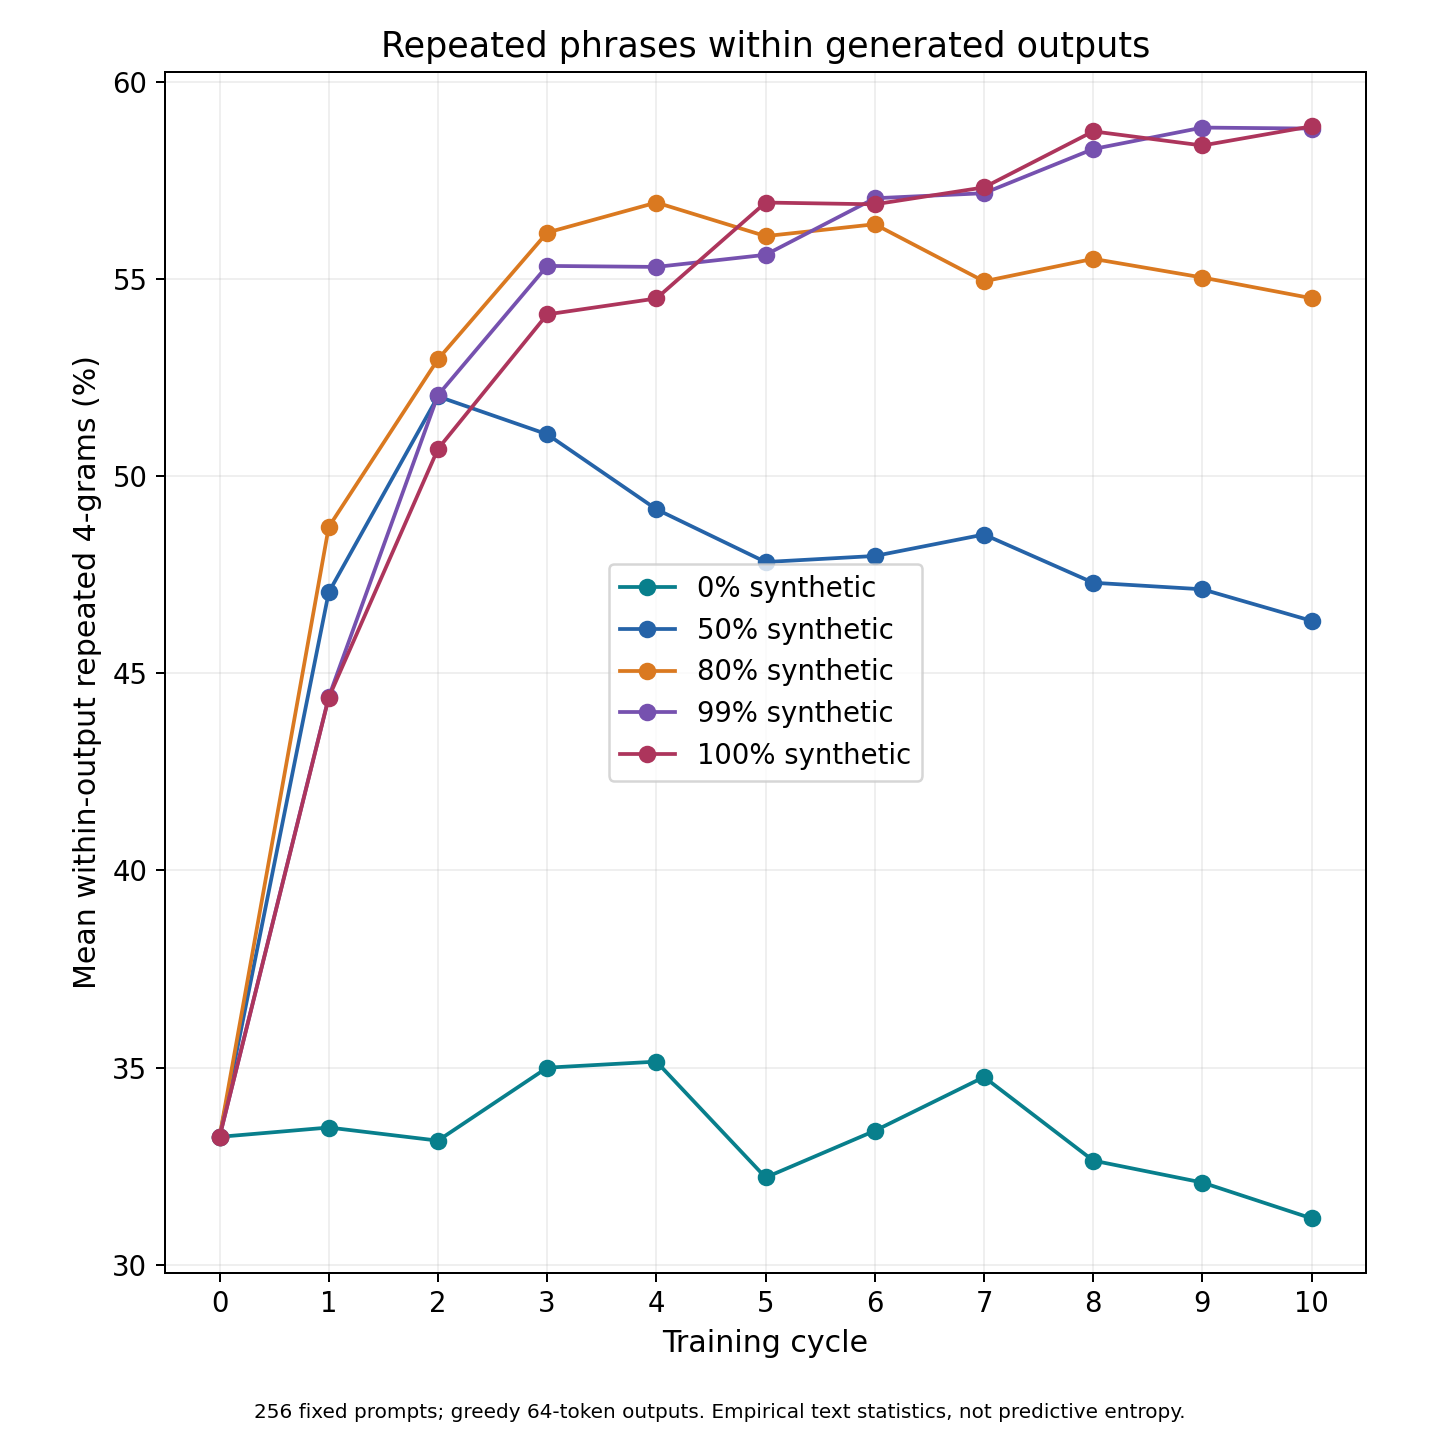 Repeated phrases within generated outputs
Mean within-output repeated 4-grams (%)
60
55
50
45
40
35
30
0% synthetic
50% synthetic
80% synthetic
99% synthetic
100% synthetic
0 1 2 3 4 5 6 7 8 9 10
Training cycle
256 fixed prompts; greedy 64-token outputs. Empirical text statistics, not predictive entropy.